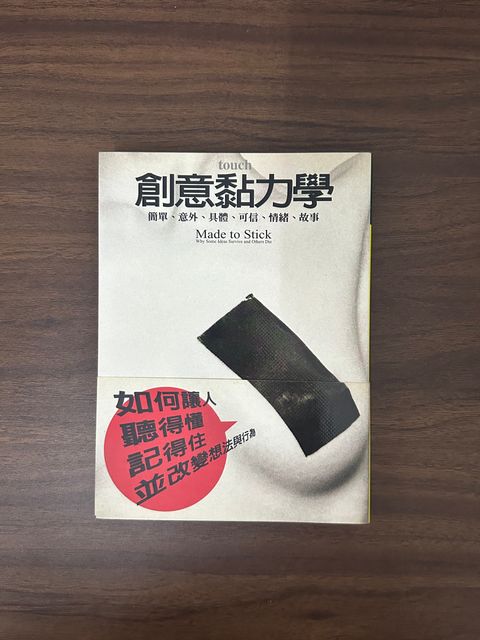 touch
創意黏力學
簡單、意外、具體、可信、情緒、故事
Made to Stick
Why Some Ideas Survive and Others Die
如何讓人
聽得懂
記得住
並改變想法與行為